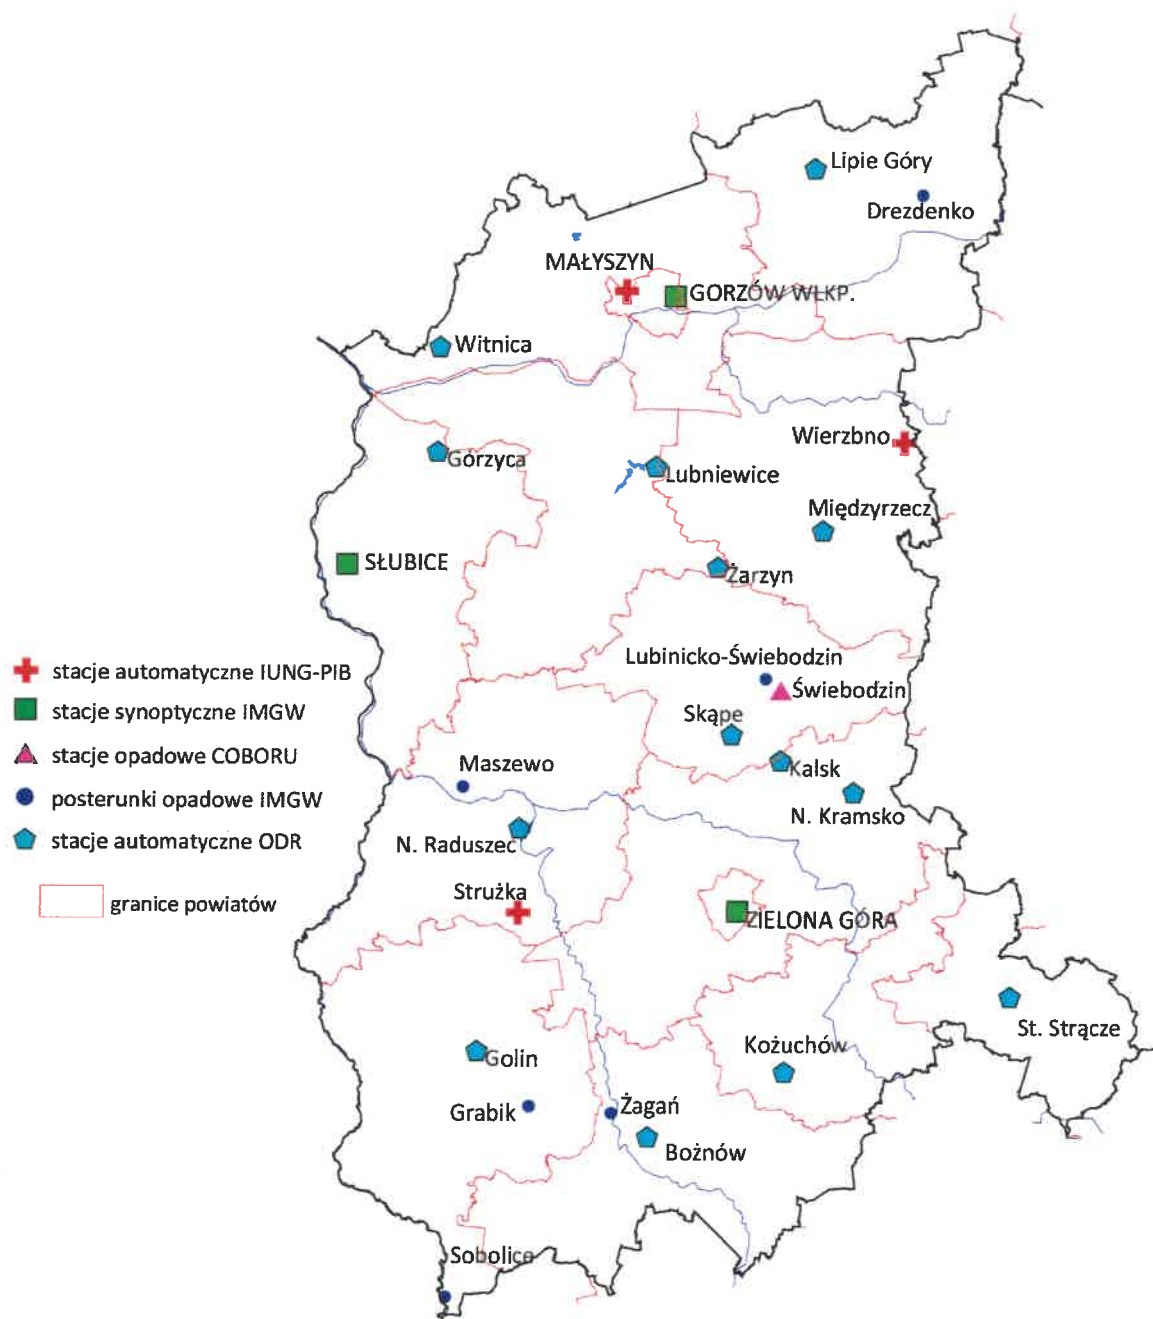 Lipie Góry
Drezdenko
MAŁYSZYN
GORZÓW WLKP.
Witnica
Wierzbno
Gorzyca
Lubniewice
Międzyrzecz
SŁUBICE
Żarzyn
Lubinicko-Świebodzin
stacje automatyczne IUNG-PIB
Świebodzin
stacje synoptyczne IMGW
Skąpe
stacje opadowe COBORU
Maszewo
Kalsk
posterunki opadowe IMGW
N. Kramsko
stacje automatyczne ODR
N. Raduszec
Strużka
granice powiatów
ZIELONA GÓRA
St. Strącze
Kożuchów
Golin
Grabik
Żagań
Bożnów
Sobolice